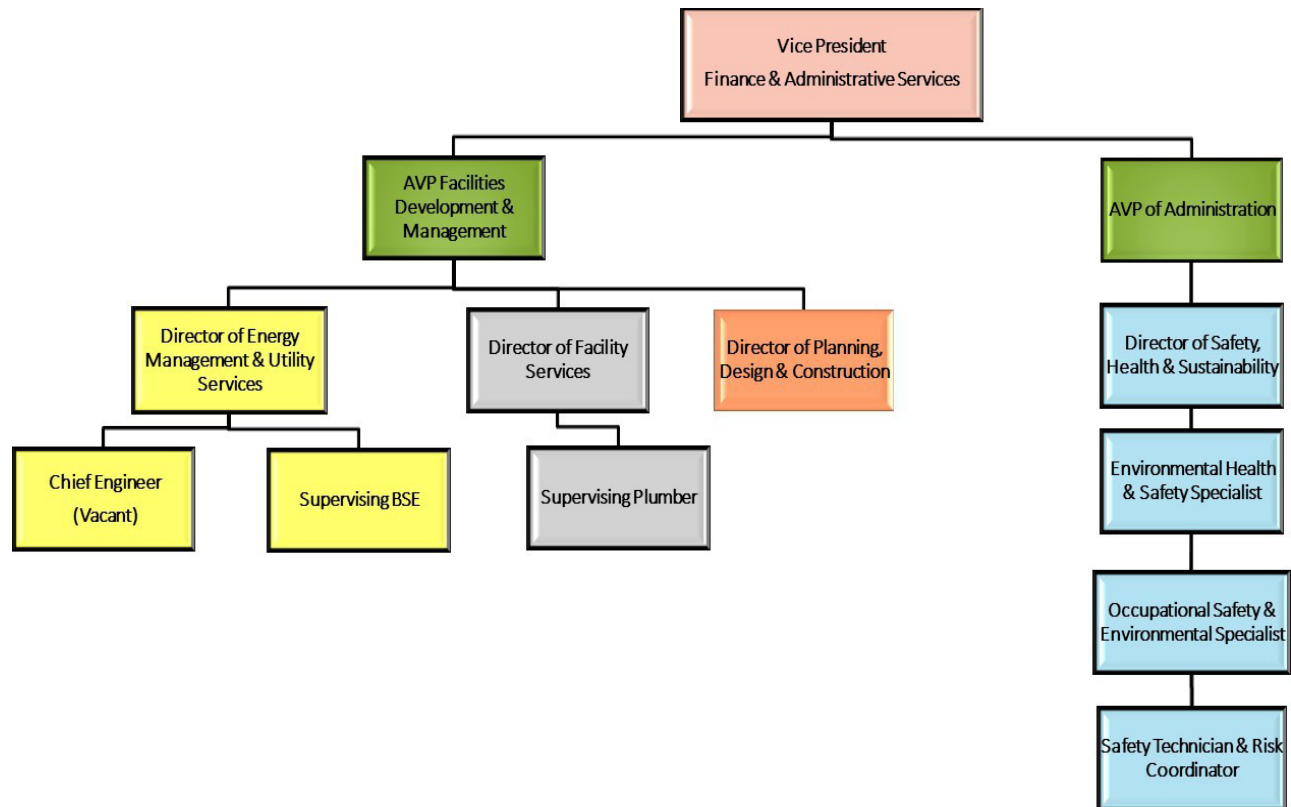 Vice President
Finance & Administrative Services
AVP Facilities
Development &
Management
AVP of Administration
Director of Energy
Management & Utility
Services
Director of Facility
Services
Director of Planning,
Design & Construction
Director of Safety,
Health & Sustainability
Chief Engineer
(Vacant)
Supervising BSE
Supervising Plumber
Environmental Health
& Safety Specialist
Occupational Safety &
Environmental Specialist
Safety Technician & Risk
Coordinator